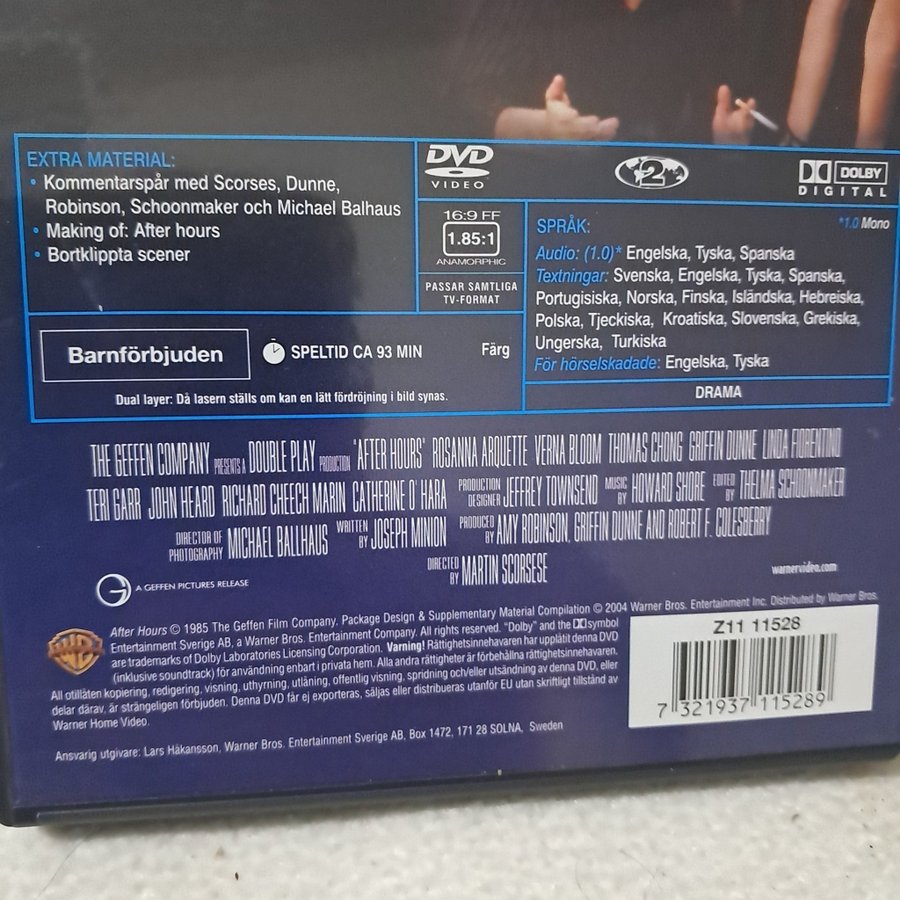 EXTRA MATERIAL:
• Kommentarspår med Scorses, Dunne,
Robinson, Schoonmaker och Michael Balhaus
• Making of: After hours
• Bortklippta scener
DVD
VIDEO
16:9 FF
1.85:1
ANAMORPHIC
PASSAR SAMTLIGA
TV-FORMAT
2
DOLBY
DIGITAL
SPRÅK:
*1.0 Mono
Audio: (1.0)* Engelska, Tyska, Spanska
Textningar: Svenska, Engelska, Tyska, Spanska,
Portugisiska, Norska, Finska, Isländska, Hebreiska,
Polska, Tjeckiska, Kroatiska, Slovenska, Grekiska,
Ungerska, Turkiska
För hörselskadade: Engelska, Tyska
DRAMA
Barnförbjuden
SPELTID CA 93 MIN
Färg
Dual layer: Då lasern ställs om kan en lätt fördröjning i bild synas.
THE GEFFEN COMPANY PRESENTS A DOUBLE PLAY PRODUCTION "AFTER HOURS" ROSANNA ARQUETTE VERNA BLOOM THOMAS CHONG GRIFFIN DUNNE LINDA FIORENTINO
TERI GARR JOHN HEARD RICHARD CHEECH MARIN CATHERINE O'HARA PRODUCTION DESIGNER JEFFREY TOWNSEND MUSIC BY HOWARD SHORE EDITED BY THELMA SCHOONMAKER
DIRECTOR OF PHOTOGRAPHY MICHAEL BALLHAUS WRITTEN BY JOSEPH MINION PRODUCED BY AMY ROBINSON, GRIFFIN DUNNE AND ROBERT F. COLESBERRY
DIRECTED BY MARTIN SCORSESE
G A GEFFEN PICTURES RELEASE
warnervideo.com
WB
After Hours © 1985 The Geffen Film Company. Package Design & Supplementary Material Compilation © 2004 Warner Bros. Entertainment Inc. Distributed by Warner Bros.
Entertainment Sverige AB, a Warner Bros. Entertainment Company. All rights reserved. "Dolby" and the symbol
are trademarks of Dolby Laboratories Licensing Corporation. Varning! Rättighetsinnehavaren har upplåtit denna DVD
(inklusive soundtrack) för användning enbart i privata hem. Alla andra rättigheter är förbehållna rättighetsinnehavaren.
All otillåten kopiering, redigering, visning, uthyrning, utlåning, offentlig visning, spridning och/eller utsändning av denna DVD, eller
delar därav, är strängeligen förbjuden. Denna DVD får ej exporteras, säljas eller distribueras utanför EU utan skriftligt tillstånd av
Warner Home Video.
Ansvarig utgivare: Lars Håkansson, Warner Bros. Entertainment Sverige AB, Box 1472, 171 28 SOLNA, Sweden
Z11 11528
7 321937 115289